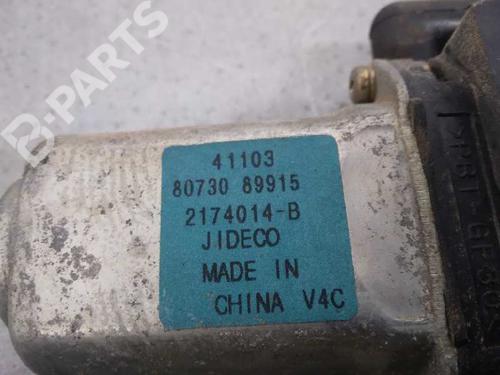 B-PARTS
41103
80730 89915
2174014-B
JIDECO
MADE IN
CHINA V4C